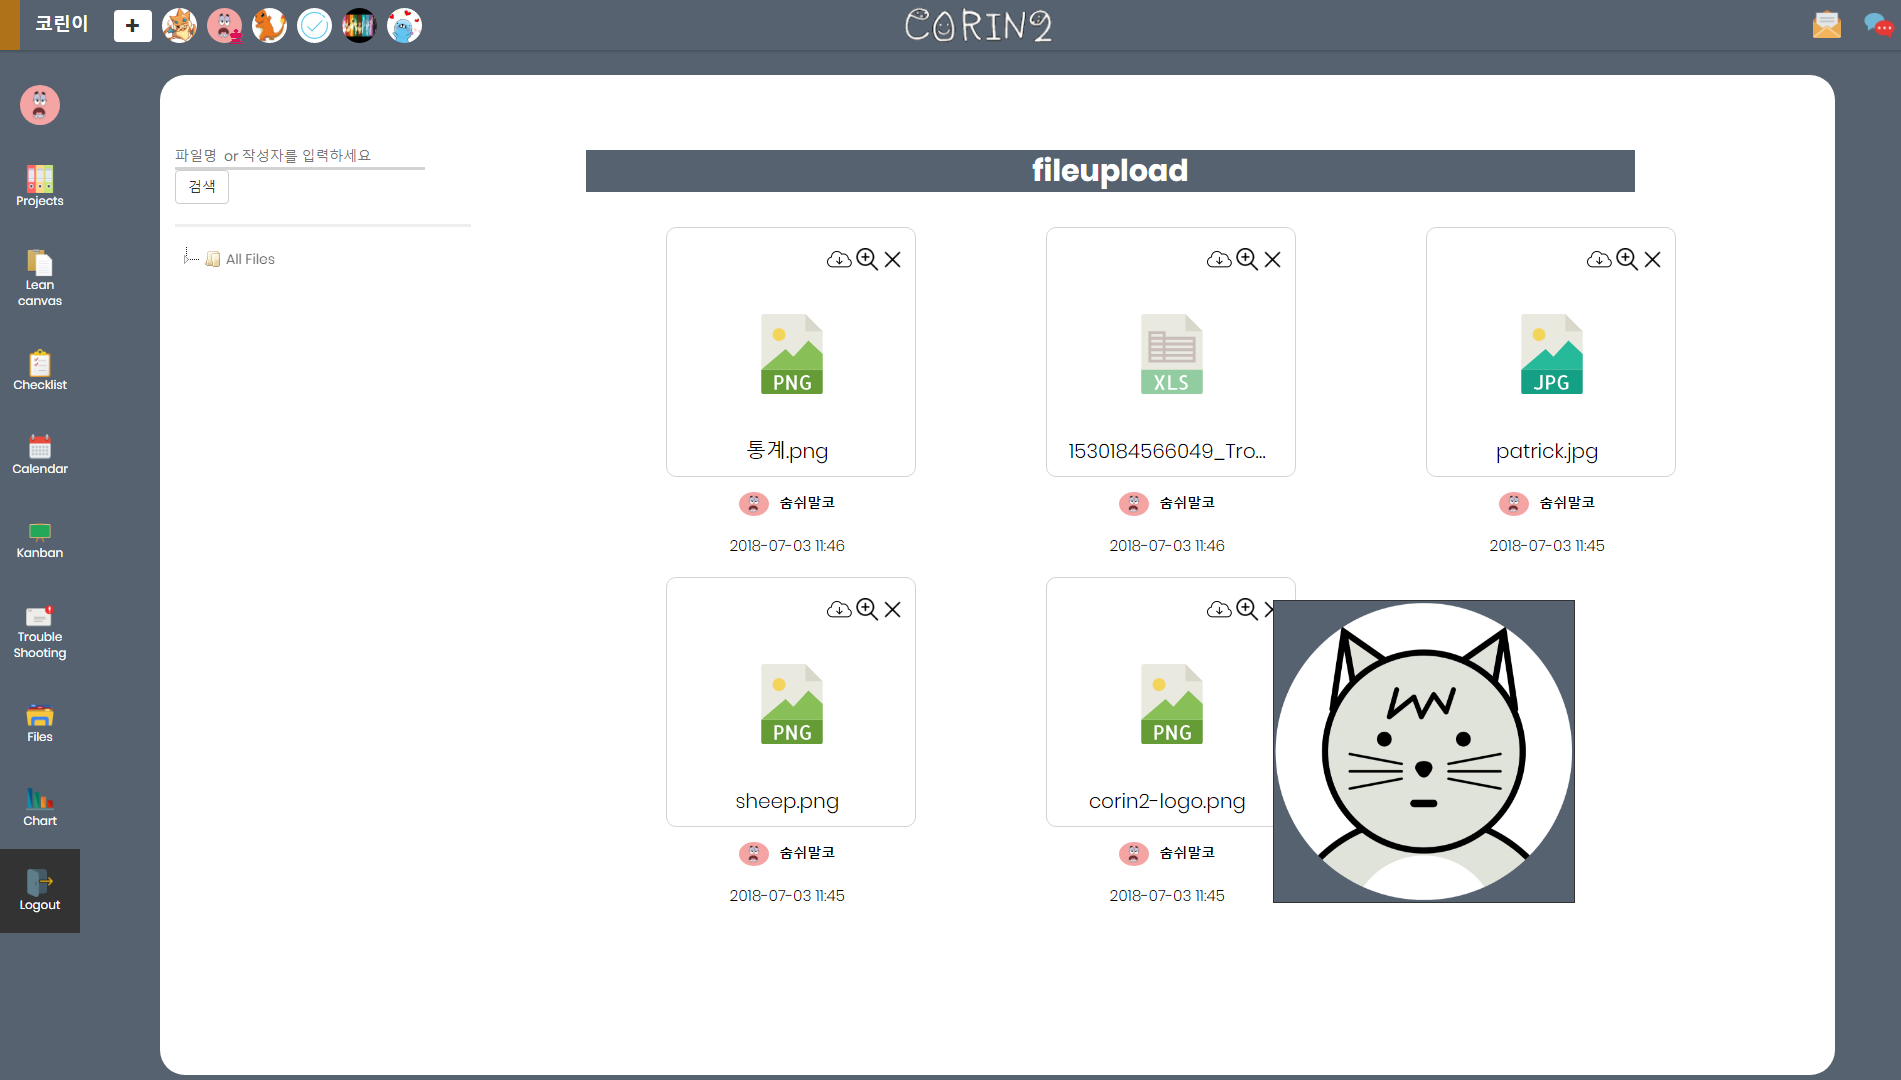 코린이
CORIN2
Projects
Lean
canvas
Checklist
Calendar
Kanban
Trouble
Shooting
Files
Chart
Logout
파일명 or 작성자를 입력하세요
검색
All Files
fileupload
PNG
통계.png
숨쉬말코
2018-07-03 11:46
XLS
1530184566049_Tro...
숨쉬말코
2018-07-03 11:46
JPG
patrick.jpg
숨쉬말코
2018-07-03 11:45
PNG
sheep.png
숨쉬말코
2018-07-03 11:45
PNG
corin2-logo.png
숨쉬말코
2018-07-03 11:45